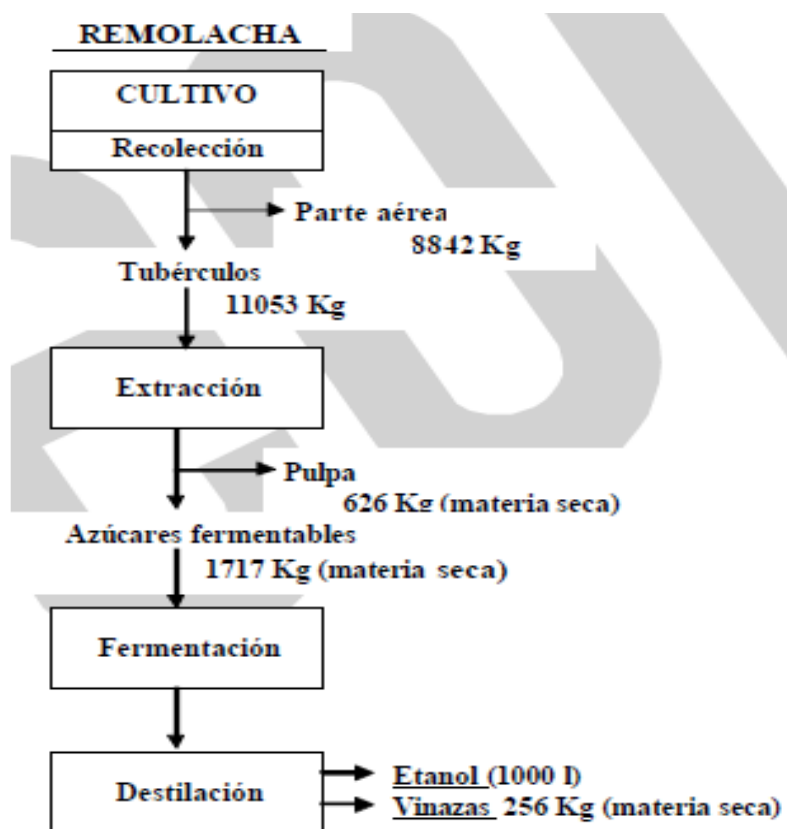 REMOLACHA
CULTIVO
Recolección
Parte aérea
8842 Kg
Tubérculos
11053 Kg
Extracción
Pulpa
626 Kg (materia seca)
Azúcares fermentables
1717 Kg (materia seca)
Fermentación
Etanol (1000 l)
Destilación
Vinazas 256 Kg (materia seca)